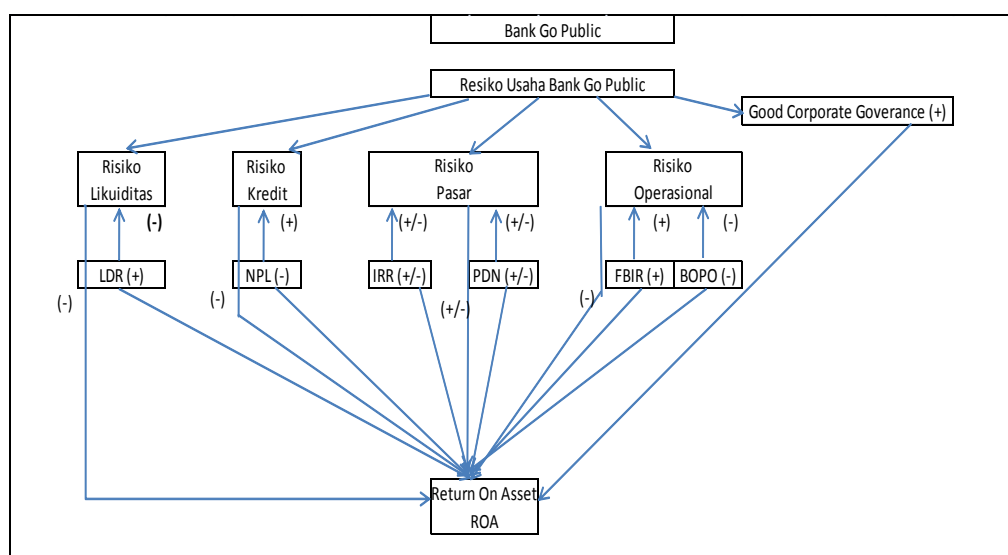 Bank Go Public
Resiko Usaha Bank Go Public
Good Corporate Goverance (+)
Risiko
Likuiditas
Risiko
Kredit
Risiko
Pasar
Risiko
Operasional
(-)
(+)
(+/-)
(+/-)
(+)
(-)
LDR (+)
NPL (-)
IRR (+/-)
PDN (+/-)
FBIR (+)
BOPO (-)
(-)
(-)
(+/-)
(-)
Return On Asset
ROA